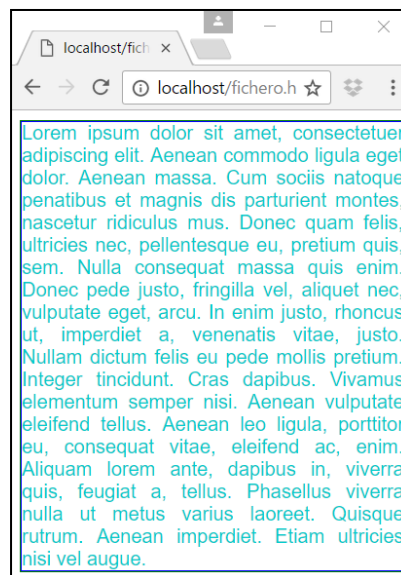 localhost/fich
localhost/fichero.h
Lorem ipsum dolor sit amet, consectetuer
adipiscing elit. Aenean commodo ligula eget
dolor. Aenean massa. Cum sociis natoque
penatibus et magnis dis parturient montes,
nascetur ridiculus mus. Donec quam felis,
ultricies nec, pellentesque eu, pretium quis,
sem. Nulla consequat massa quis enim.
Donec pede justo, fringilla vel, aliquet nec,
vulputate eget, arcu. In enim justo, rhoncus
ut, imperdiet a, venenatis vitae, justo.
Nullam dictum felis eu pede mollis pretium.
Integer tincidunt. Cras dapibus. Vivamus
elementum semper nisi. Aenean vulputate
eleifend tellus. Aenean leo ligula, porttitor
eu, consequat vitae, eleifend ac, enim.
Aliquam lorem ante, dapibus in, viverra
quis, feugiat a, tellus. Phasellus viverra
nulla ut metus varius laoreet. Quisque
rutrum. Aenean imperdiet. Etiam ultricies
nisi vel augue.